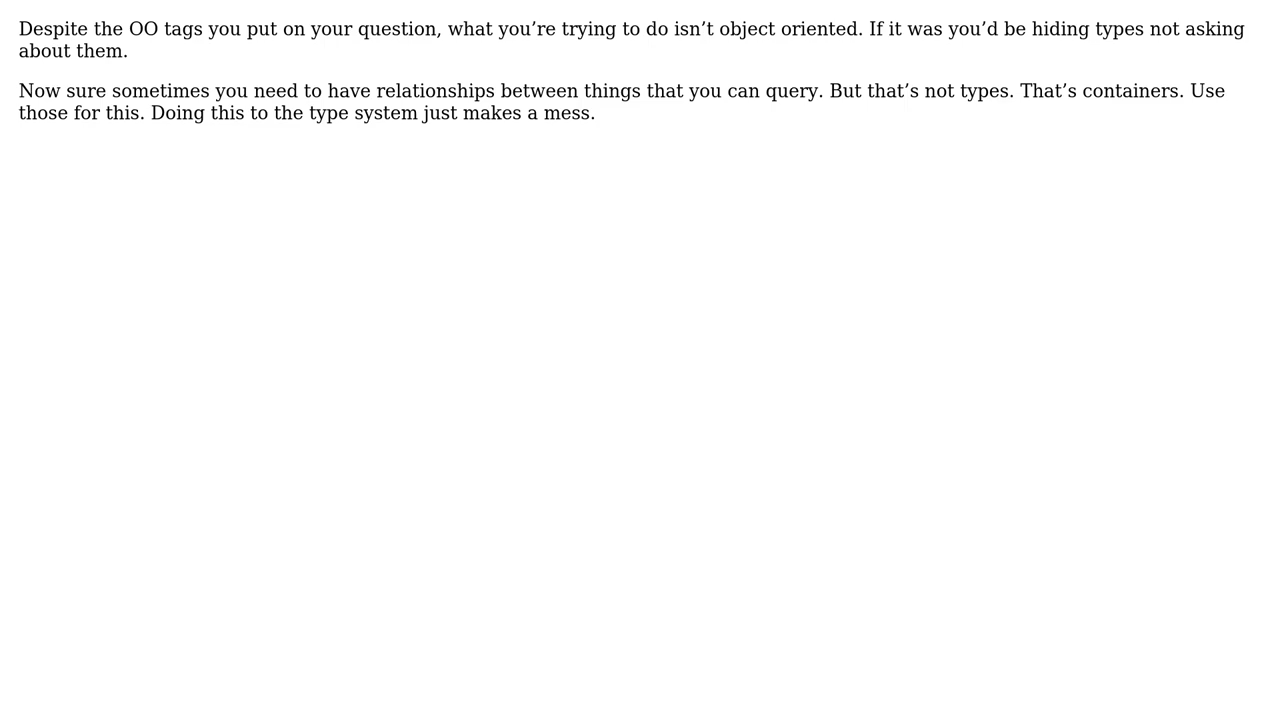 Despite the OO tags you put on your question, what you’re trying to do isn’t object oriented. If it was you’d be hiding types not asking
about them.
Now sure sometimes you need to have relationships between things that you can query. But that’s not types. That’s containers. Use
those for this. Doing this to the type system just makes a mess.